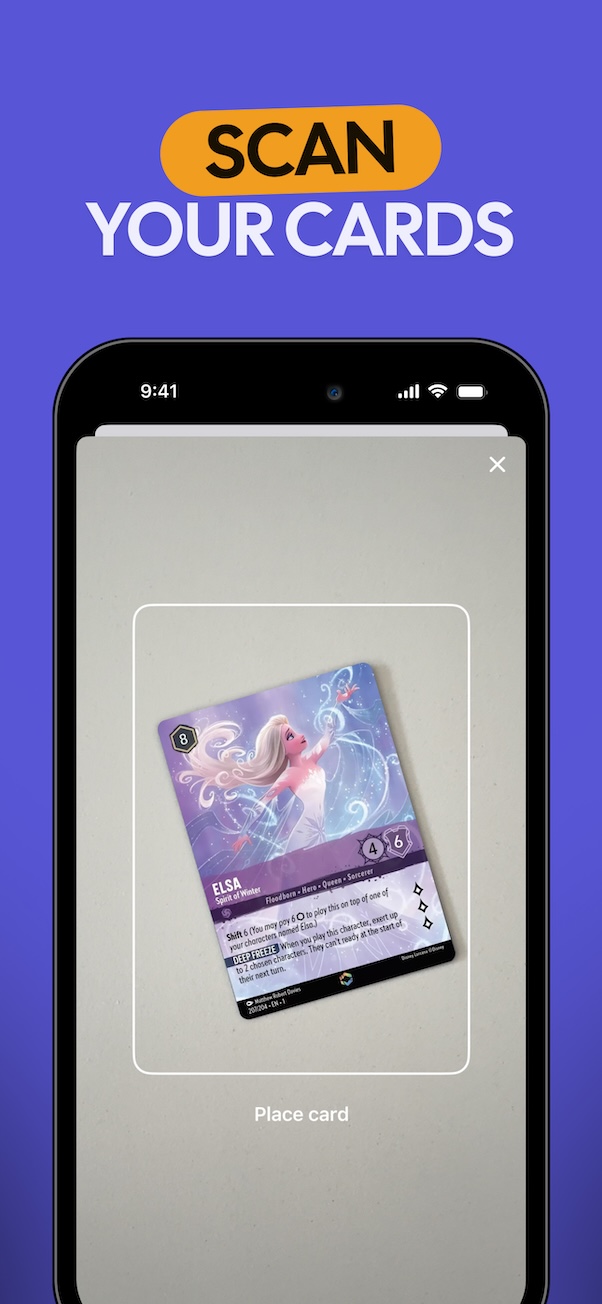 SCAN
YOUR CARDS
9:41
Place card
8
4
6
ELSA
Spirit of Winter
Floodborn • Hero • Queen • Sorcerer
Shift 6 (You may pay 6 to play this on top of one of
your characters named Elsa.)
DEEP FREEZE When you play this character, exert up
to 2 chosen characters. They can't ready at the start of
their next turn.
Matthew Robert Davies
207/204 • EN • 1
Disney Lorcana ©Disney